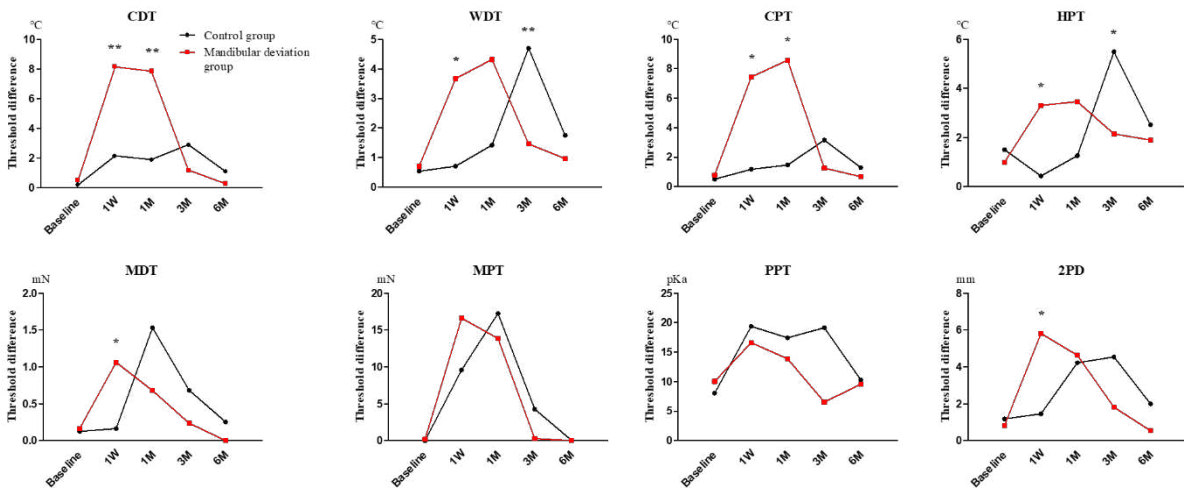 CDT
°C
Threshold difference
10
8
6
4
2
0
**
**
Baseline
1W
1M
3M
6M
Control group
Mandibular deviation
group
WDT
°C
Threshold difference
5
4
3
2
1
0
*
**
Baseline
1W
1M
3M
6M
CPT
°C
Threshold difference
10
8
6
4
2
0
*
*
Baseline
1W
1M
3M
6M
HPT
°C
Threshold difference
6
4
2
0
*
*
Baseline
1W
1M
3M
6M
MDT
mN
Threshold difference
2.0
1.5
1.0
0.5
0.0
*
Baseline
1W
1M
3M
6M
MPT
mN
Threshold difference
20
15
10
5
0
Baseline
1W
1M
3M
6M
PPT
pKa
Threshold difference
25
20
15
10
5
0
Baseline
1W
1M
3M
6M
2PD
mm
Threshold difference
8
6
4
2
0
*
Baseline
1W
1M
3M
6M